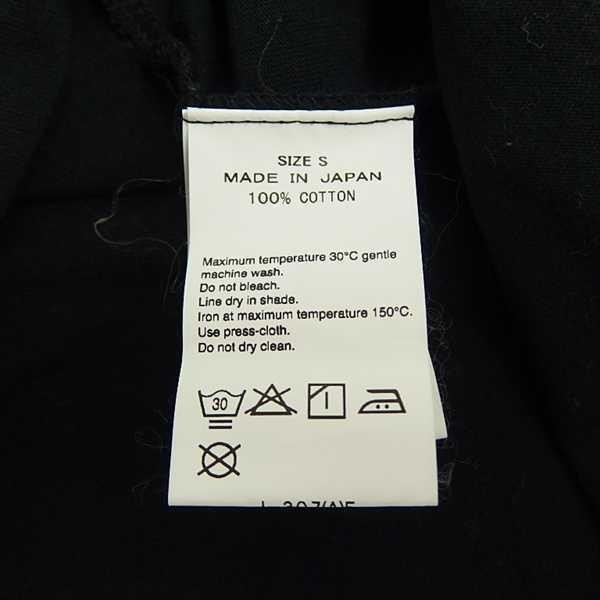 SIZE S
MADE IN JAPAN
100% COTTON
Maximum temperature 30°C gentle
machine wash.
Do not bleach.
Line dry in shade.
Iron at maximum temperature 150°C.
Use press-cloth.
Do not dry clean.
30